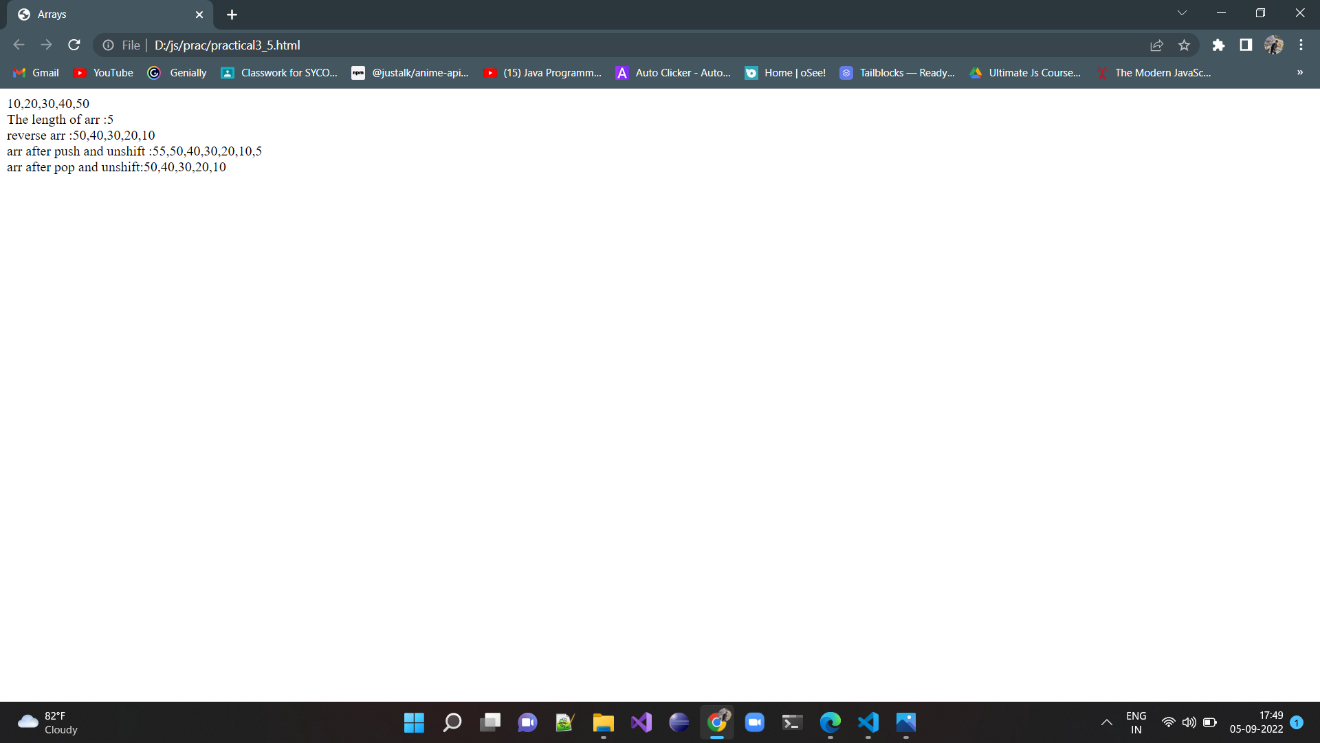 Arrays
File D:/js/prac/practical3_5.html
Gmail YouTube Genially Classwork for SYCO... npm @justalk/anime-api... (15) Java Programm... A Auto Clicker - Auto... Home | oSee! Tailblocks — Ready... Ultimate Js Course... The Modern JavaSc... »
10,20,30,40,50
The length of arr :5
reverse arr :50,40,30,20,10
arr after push and unshift :55,50,40,30,20,10,5
arr after pop and unshift:50,40,30,20,10
82°F
Cloudy
ENG
IN
17:49
05-09-2022
1